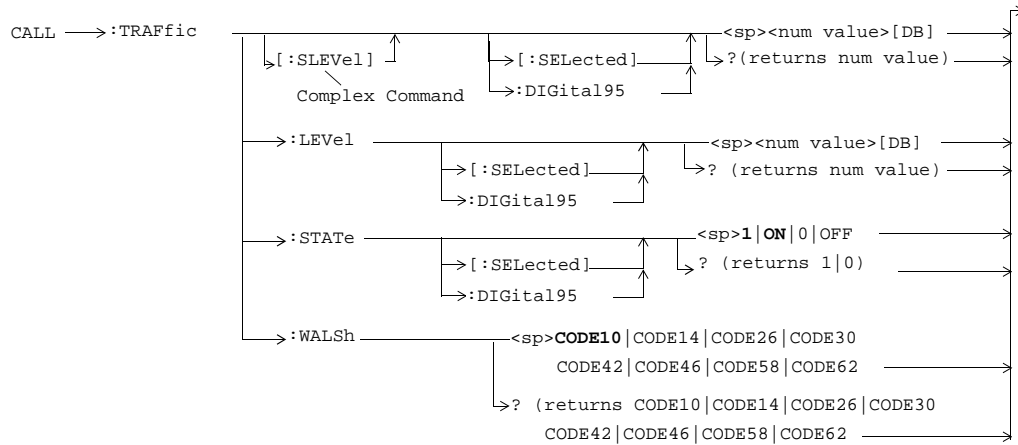 CALL :TRAFfic <sp><num value>[DB]
[:SLEVel] [:SELected] ?(returns num value)
Complex Command :DIGital95
:LEVel <sp><num value>[DB]
[:SELected] ? (returns num value)
:DIGital95
:STATe <sp>1|ON|0|OFF
[:SELected] ? (returns 1|0)
:DIGital95
:WALSh <sp>CODE10|CODE14|CODE26|CODE30
CODE42|CODE46|CODE58|CODE62
? (returns CODE10|CODE14|CODE26|CODE30
CODE42|CODE46|CODE58|CODE62